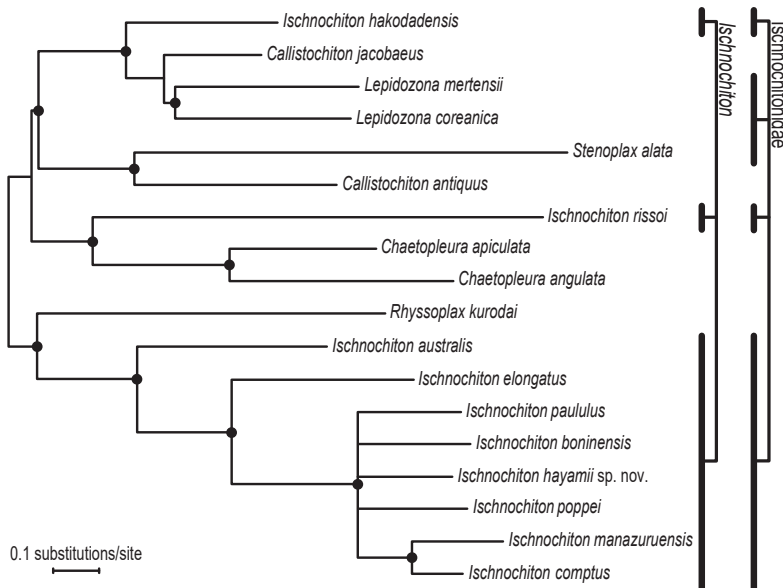 Ischnochiton hakodadensis
Callistochiton jacobaeus
Lepidozona mertensii
Lepidozona coreanica
Stenoplax alata
Callistochiton antiquus
Ischnochiton rissoi
Chaetopleura apiculata
Chaetopleura angulata
Rhyssoplax kurodai
Ischnochiton australis
Ischnochiton elongatus
Ischnochiton paululus
Ischnochiton boninensis
Ischnochiton hayamii sp. nov.
Ischnochiton poppei
Ischnochiton manazuruensis
Ischnochiton comptus
0.1 substitutions/site
Ischnochiton
Ischnochitonidae